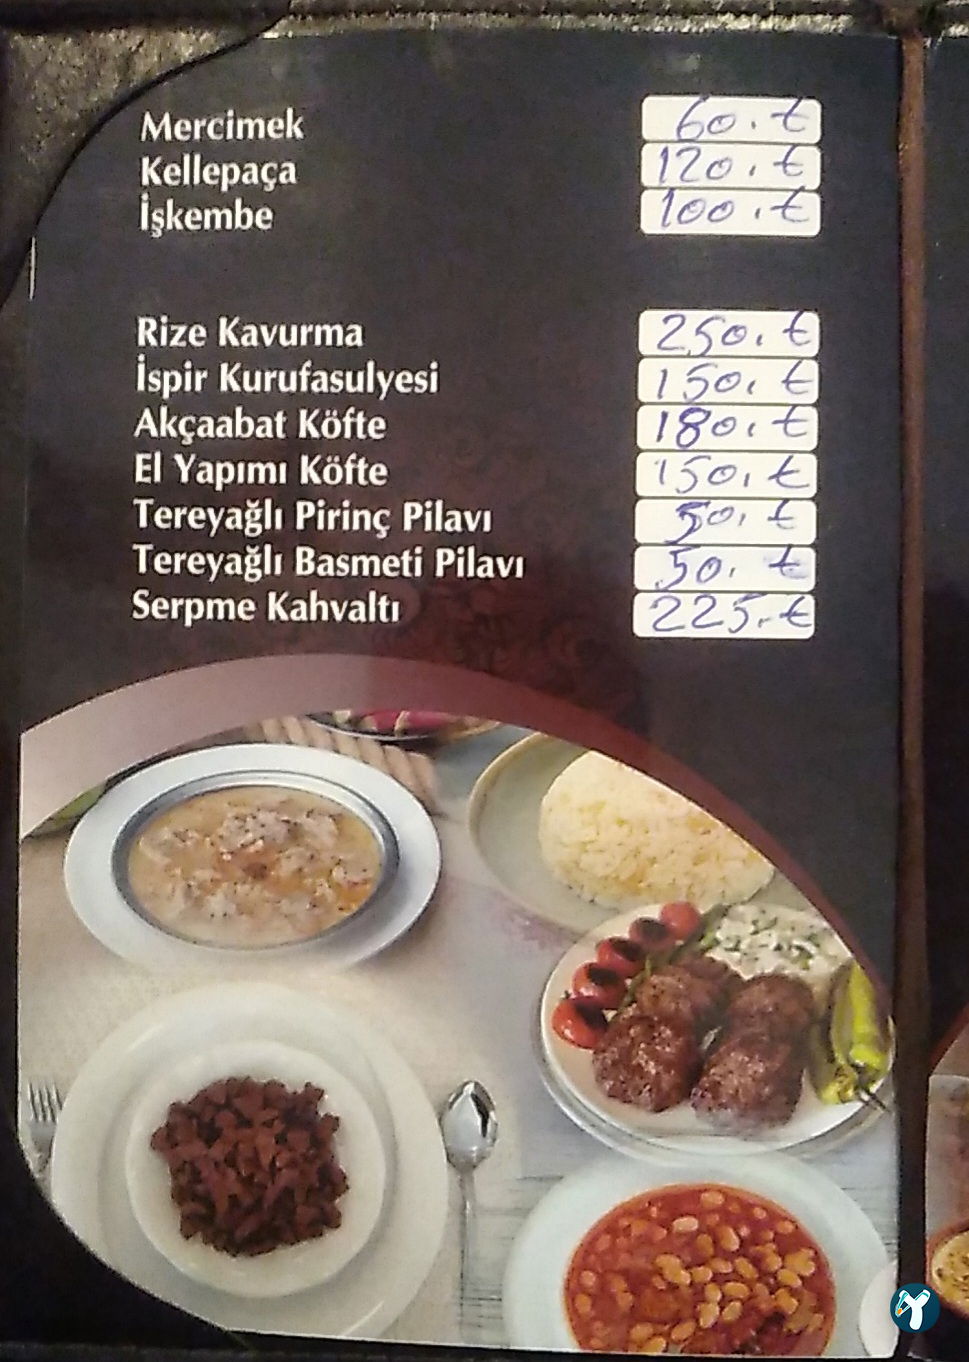 Mercimek 60.₺
Kellepaça 120.₺
İşkembe 100.₺
Rize Kavurma 250.₺
İspir Kurufasulyesi 150.₺
Akçaabat Köfte 180.₺
El Yapımı Köfte 150.₺
Tereyağlı Pirinç Pilavı 50.₺
Tereyağlı Basmeti Pilavı 50.₺
Serpme Kahvaltı 225.₺